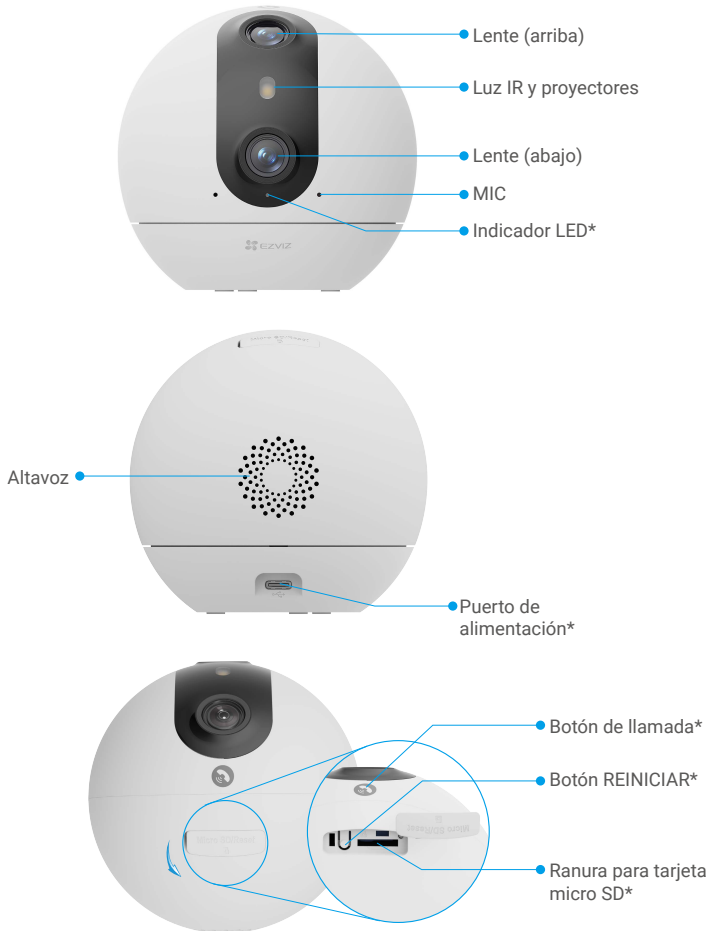 Lente (arriba)
Luz IR y proyectores
Lente (abajo)
MIC
Indicador LED*
EZVIZ
Altavoz
Puerto de
alimentación*
Botón de llamada*
Botón REINICIAR*
Ranura para tarjeta
micro SD*